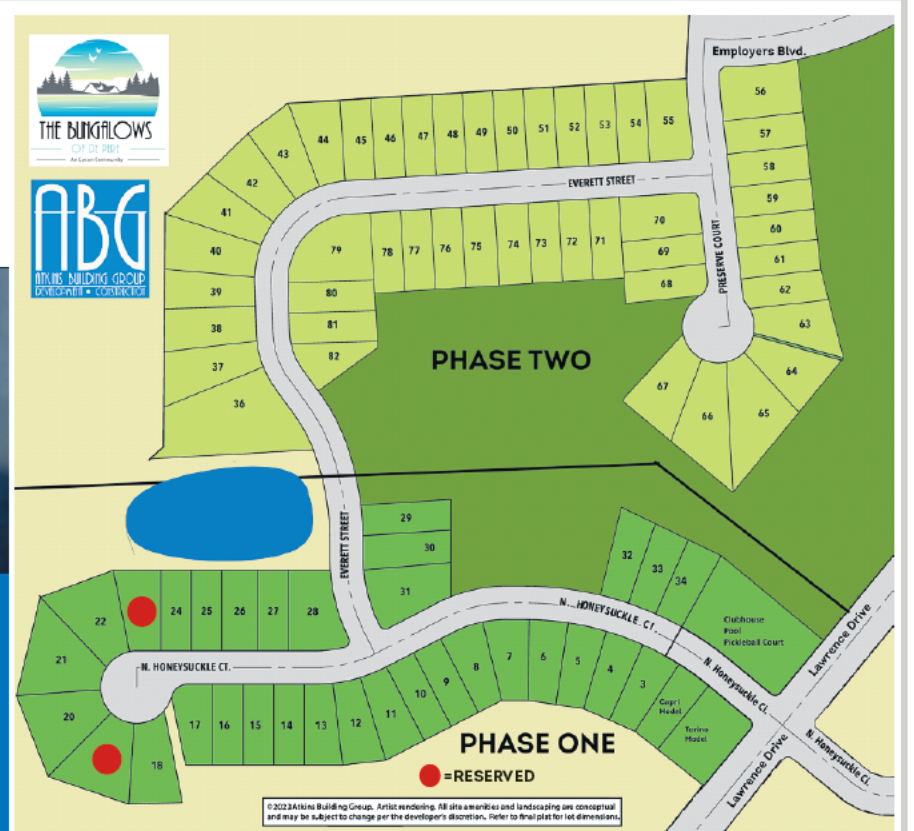 THE BUNGALOWS
OF DE PERE
ABG
ATKINS BUILDING GROUP
DEVELOPMENT • CONSTRUCTION
Employers Blvd.
56
57
58
59
60
61
62
63
64
65
66
67
44
45
46
47
48
49
50
51
52
53
54
55
43
42
41
40
39
38
37
36
EVERETT STREET
PRESERVE COURT
79
78
77
76
75
74
73
72
71
70
69
68
80
81
82
PHASE TWO
EVERETT STREET
29
30
31
32
33
34
Clubhouse
Pool
Pickleball Court
Lawrence Drive
22
24
25
26
27
28
21
20
N. HONEYSUCKLE CT.
N. HONEYSUCKLE CT.
N. Honeysuckle Ct.
N. Honeysuckle Ct.
Lawrence Drive
18
17
16
15
14
13
12
11
10
9
8
7
6
5
4
3
Capri
Model
Torino
Model
PHASE ONE
=RESERVED
©2023Atkins Building Group. Artist rendering. All site amenities and landscaping are conceptual
and may be subject to change per the developer's discretion. Refer to final plat for lot dimensions.